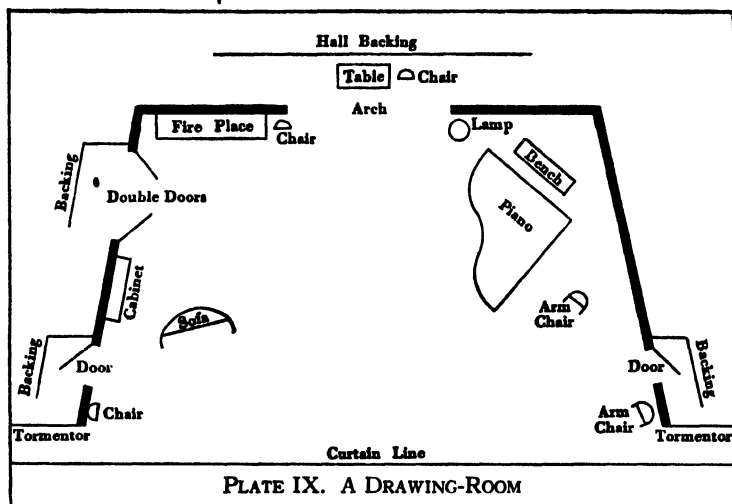 Hall Backing
Table
Chair
Arch
Fire Place
Chair
Lamp
Bench
Backing
Double Doors
Piano
Cabinet
Sofa
Arm
Chair
Backing
Door
Door
Backing
Chair
Arm
Chair
Tormentor
Tormentor
Curtain Line
PLATE IX. A DRAWING-ROOM